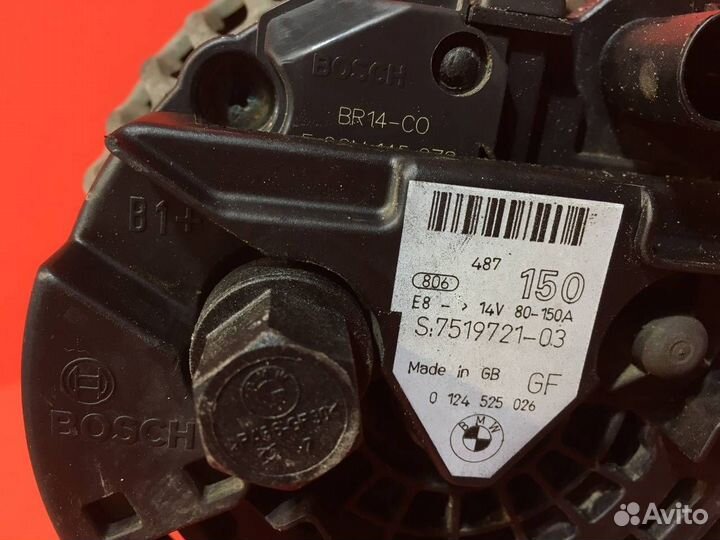 BOSCH
BR14-CO
B1+
487
806
150
E8 - > 14V 80-150A
S:7519721-03
Made in GB
GF
0 124 525 026
BMW
BOSCH
Avito